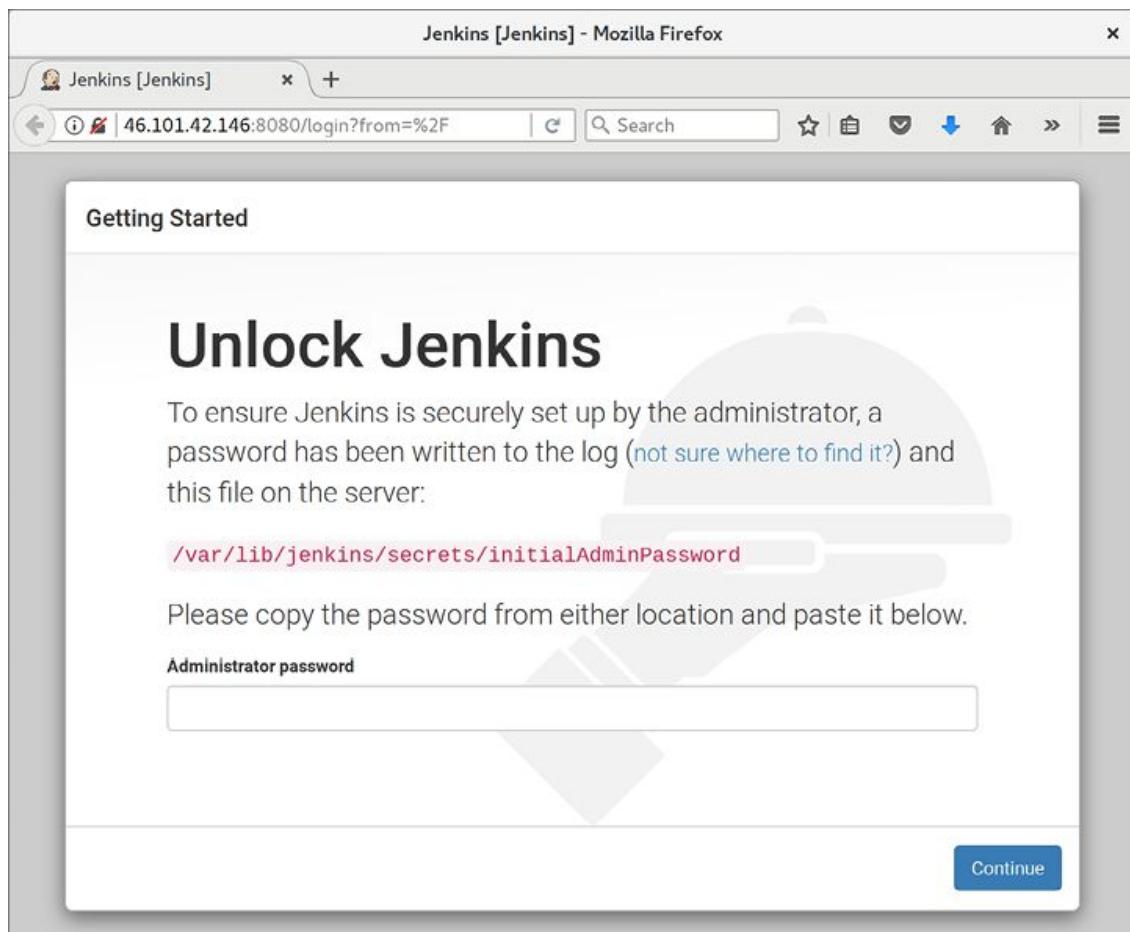 Jenkins [Jenkins] - Mozilla Firefox
Jenkins [Jenkins]
46.101.42.146:8080/login?from=%2F
Search
Getting Started
Unlock Jenkins
To ensure Jenkins is securely set up by the administrator, a
password has been written to the log (not sure where to find it?) and
this file on the server:
/var/lib/jenkins/secrets/initialAdminPassword
Please copy the password from either location and paste it below.
Administrator password
Continue